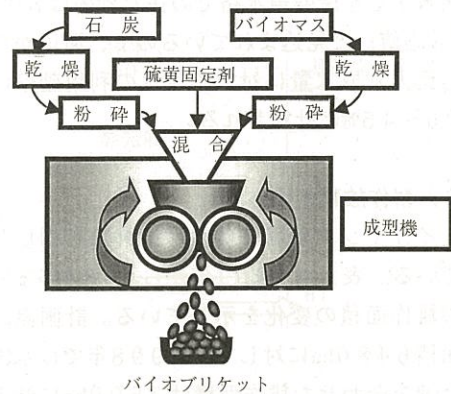 石　炭
バイオマス
乾　燥
硫黄固定剤
乾　燥
粉　砕
粉　砕
混　合
成型機
バイオブリケット